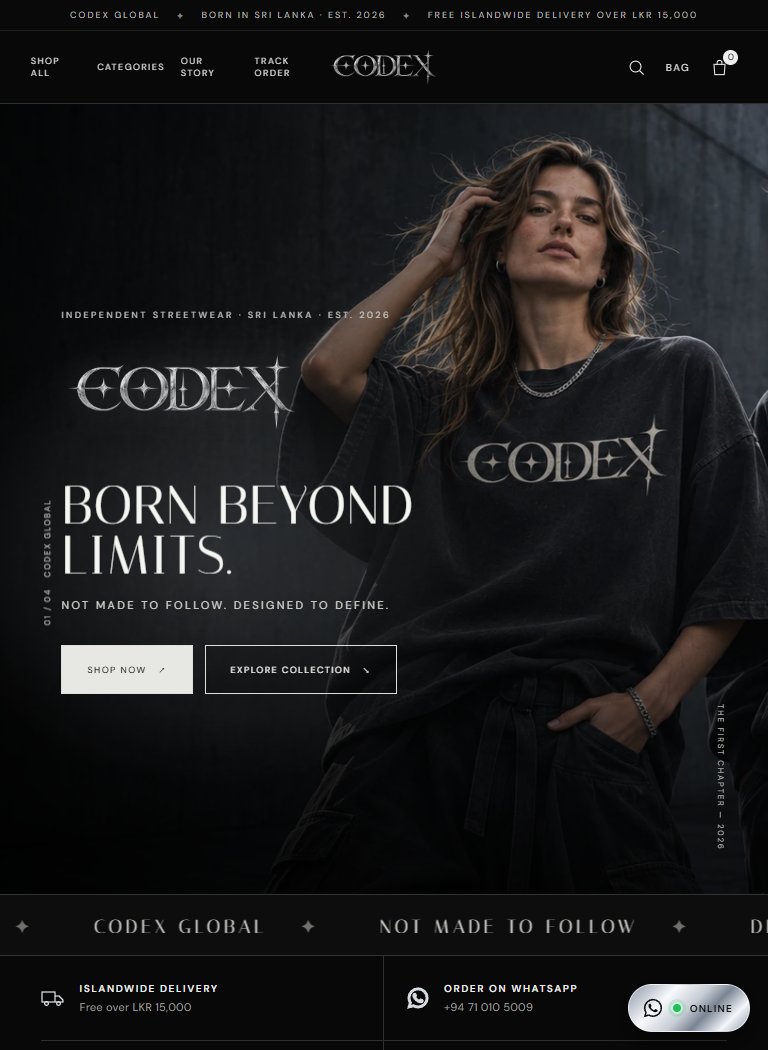 CODEX GLOBAL ✦ BORN IN SRI LANKA · EST. 2026 ✦ FREE ISLANDWIDE DELIVERY OVER LKR 15,000
SHOP ALL
CATEGORIES
OUR STORY
TRACK ORDER
CODEX
BAG
0
INDEPENDENT STREETWEAR · SRI LANKA · EST. 2026
CODEX
CODEX
BORN BEYOND
LIMITS.
01 / 04 CODEX GLOBAL
NOT MADE TO FOLLOW. DESIGNED TO DEFINE.
SHOP NOW ↗
EXPLORE COLLECTION ↘
THE FIRST CHAPTER — 2026
✦ CODEX GLOBAL ✦ NOT MADE TO FOLLOW ✦
ISLANDWIDE DELIVERY
Free over LKR 15,000
ORDER ON WHATSAPP
+94 71 010 5009
ONLINE